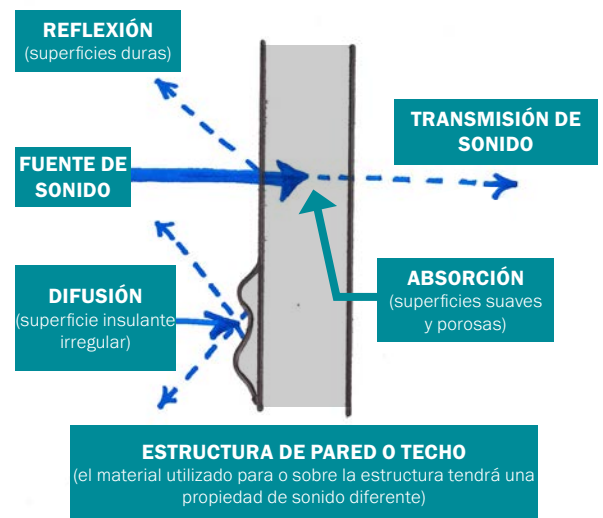 REFLEXIÓN
(superficies duras)
FUENTE DE
SONIDO
TRANSMISIÓN DE
SONIDO
DIFUSIÓN
(superficie insulante
irregular)
ABSORCIÓN
(superficies suaves
y porosas)
ESTRUCTURA DE PARED O TECHO
(el material utilizado para o sobre la estructura tendrá una
propiedad de sonido diferente)